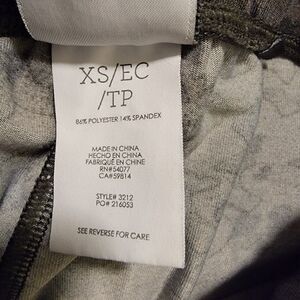 XS/EC
/TP
86% POLYESTER 14% SPANDEX
MADE IN CHINA
HECHO EN CHINA
FABRIQUÉ EN CHINE
RN#54077
CA#59814
STYLE# 3212
PO# 216053
SEE REVERSE FOR CARE